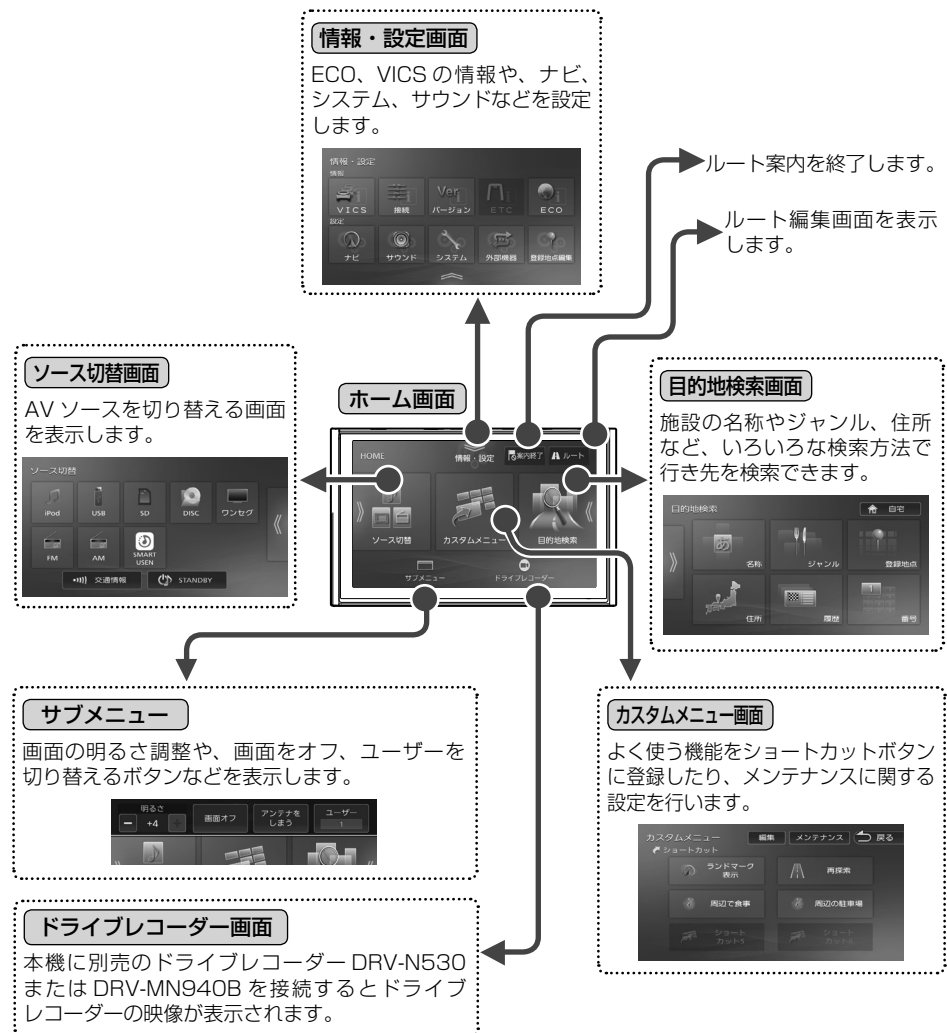 情報・設定画面
ECO、VICS の情報や、ナビ、
システム、サウンドなどを設定
します。
情報・設定
情報
VICS
接続
Ver
バージョン
ETC
ECO
設定
ナビ
サウンド
システム
外部機器
登録地点編集
ルート案内を終了します。
ルート編集画面を表示
します。
ソース切替画面
AV ソースを切り替える画面
を表示します。
ソース切替
iPod
USB
SD
DISC
ワンセグ
FM
AM
SMART
USEN
交通情報
STANDBY
ホーム画面
HOME
情報・設定
案内終了
ルート
ソース切替
カスタムメニュー
目的地検索
サブメニュー
ドライブレコーダー
目的地検索画面
施設の名称やジャンル、住所
など、いろいろな検索方法で
行き先を検索できます。
目的地検索
自宅
あ
名称
ジャンル
登録地点
住所
履歴
1
番号
サブメニュー
画面の明るさ調整や、画面をオフ、ユーザーを
切り替えるボタンなどを表示します。
明るさ
− +4 +
画面オフ
アンテナを
しまう
ユーザー
1
カスタムメニュー画面
よく使う機能をショートカットボタン
に登録したり、メンテナンスに関する
設定を行います。
カスタムメニュー
編集
メンテナンス
戻る
ショートカット
ランドマーク
表示
再探索
周辺で食事
周辺の駐車場
ショート
カット5
ショート
カット6
ドライブレコーダー画面
本機に別売のドライブレコーダー DRV-N530
または DRV-MN940B を接続するとドライブ
レコーダーの映像が表示されます。